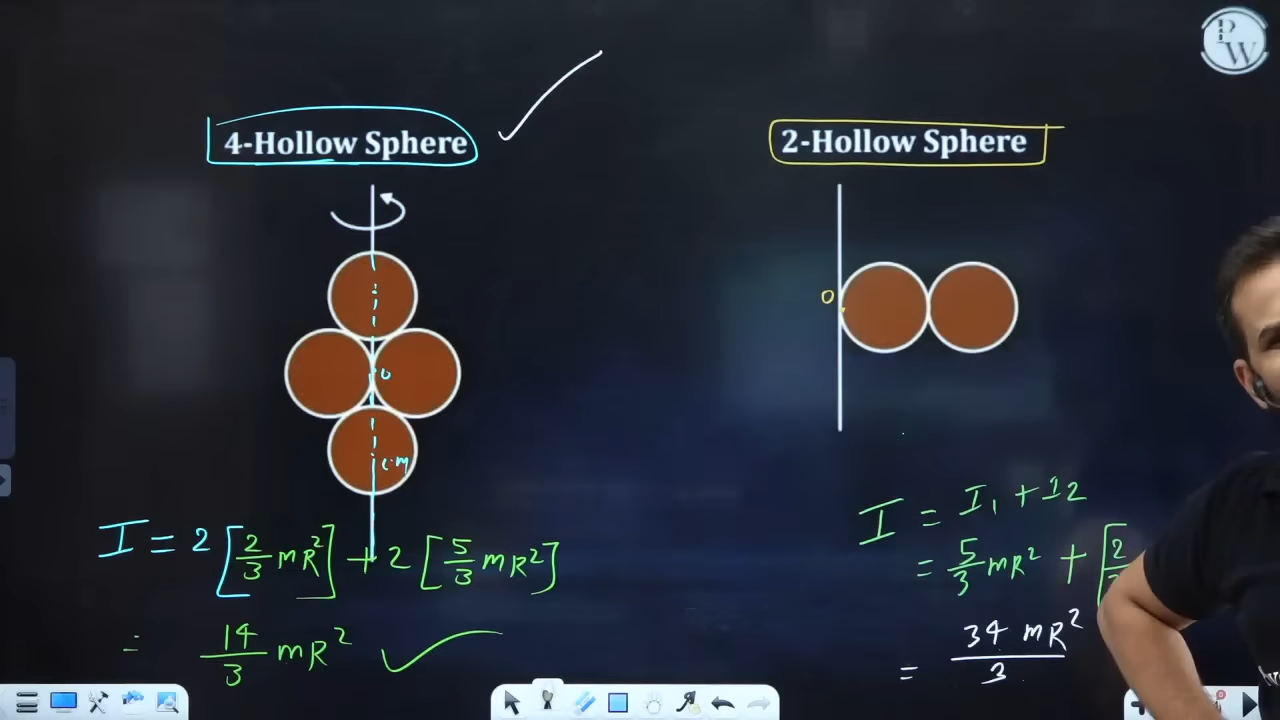 PW
4-Hollow Sphere
2-Hollow Sphere
O
O
C·M
I = 2 [2/3 mR²] + 2 [5/3 mR²]
= 14/3 mR²
I = I₁ + I₂
= 5/3 mR² + [2
= 34 mR²/3